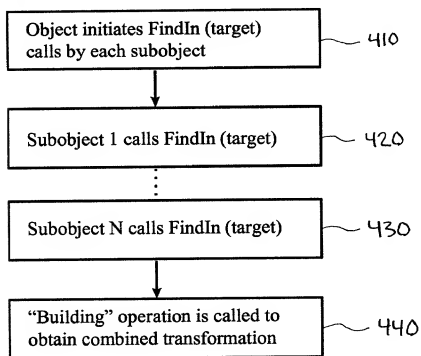 Object initiates FindIn (target)
calls by each subobject
410
Subobject 1 calls FindIn (target)
420
Subobject N calls FindIn (target)
430
"Building" operation is called to
obtain combined transformation
440